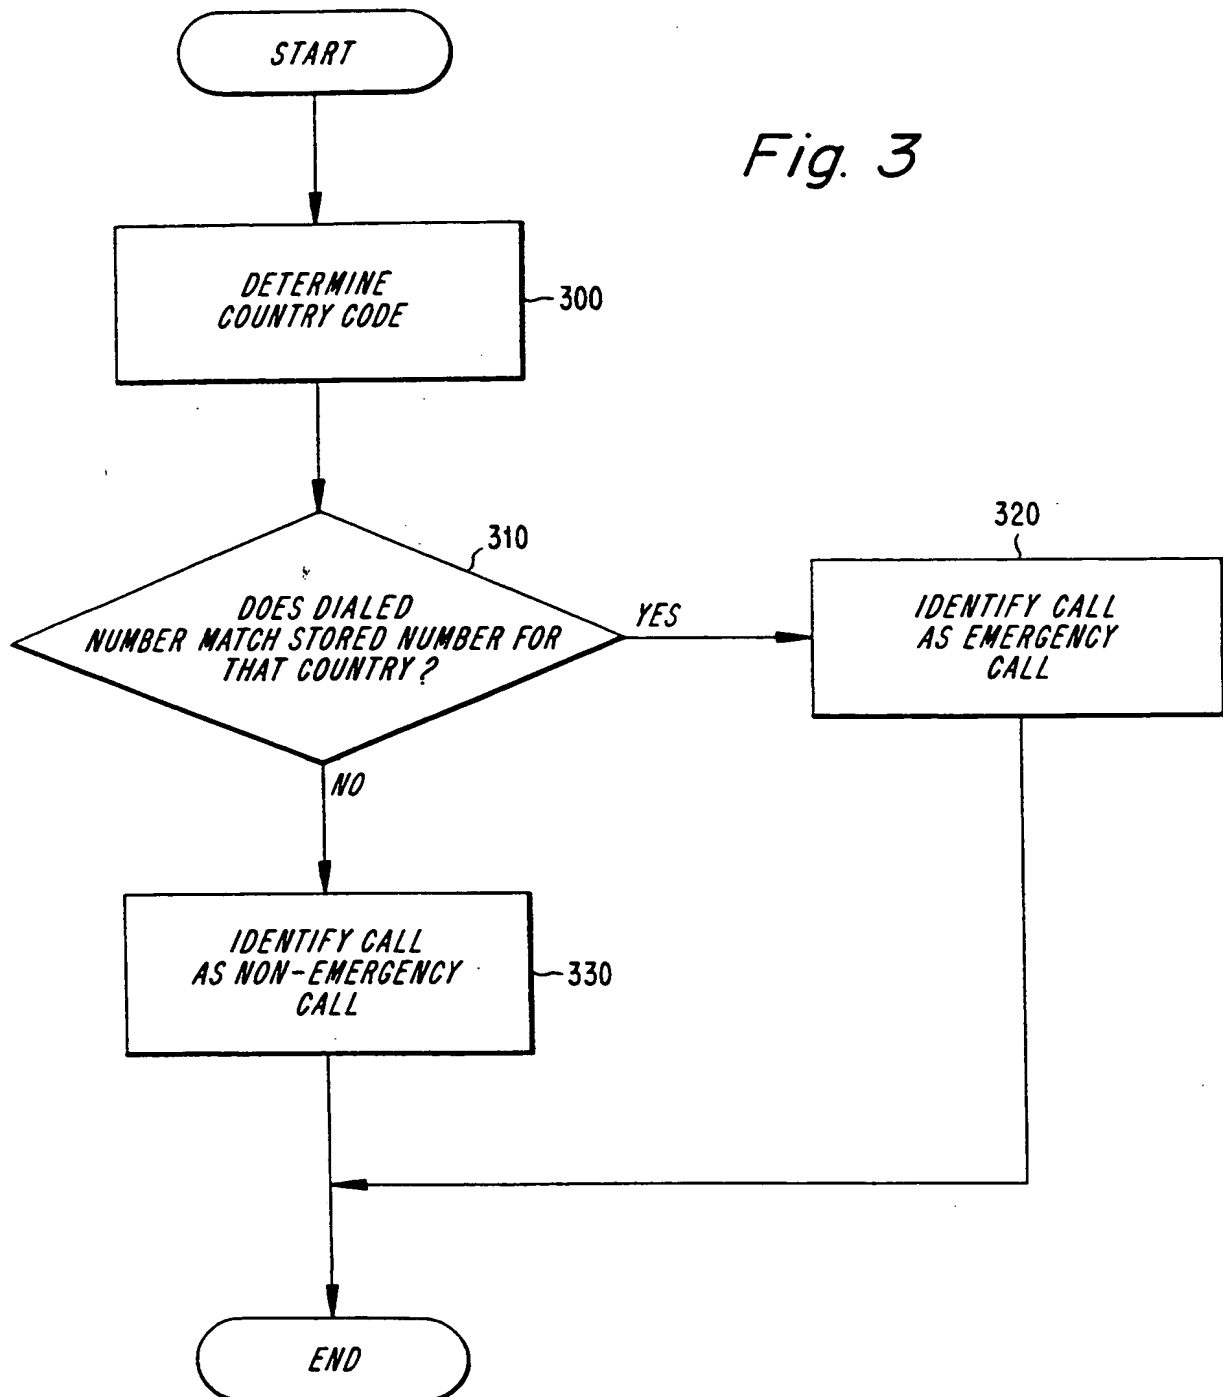 START
Fig. 3
DETERMINE
COUNTRY CODE
300
310
DOES DIALED
NUMBER MATCH STORED NUMBER FOR
THAT COUNTRY?
YES
320
IDENTIFY CALL
AS EMERGENCY
CALL
NO
IDENTIFY CALL
AS NON-EMERGENCY
CALL
330
END